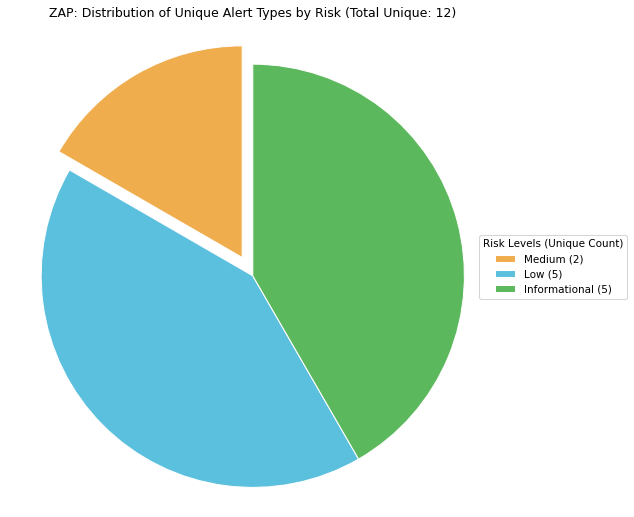 ZAP: Distribution of Unique Alert Types by Risk (Total Unique: 12)
Risk Levels (Unique Count)
Medium (2)
Low (5)
Informational (5)